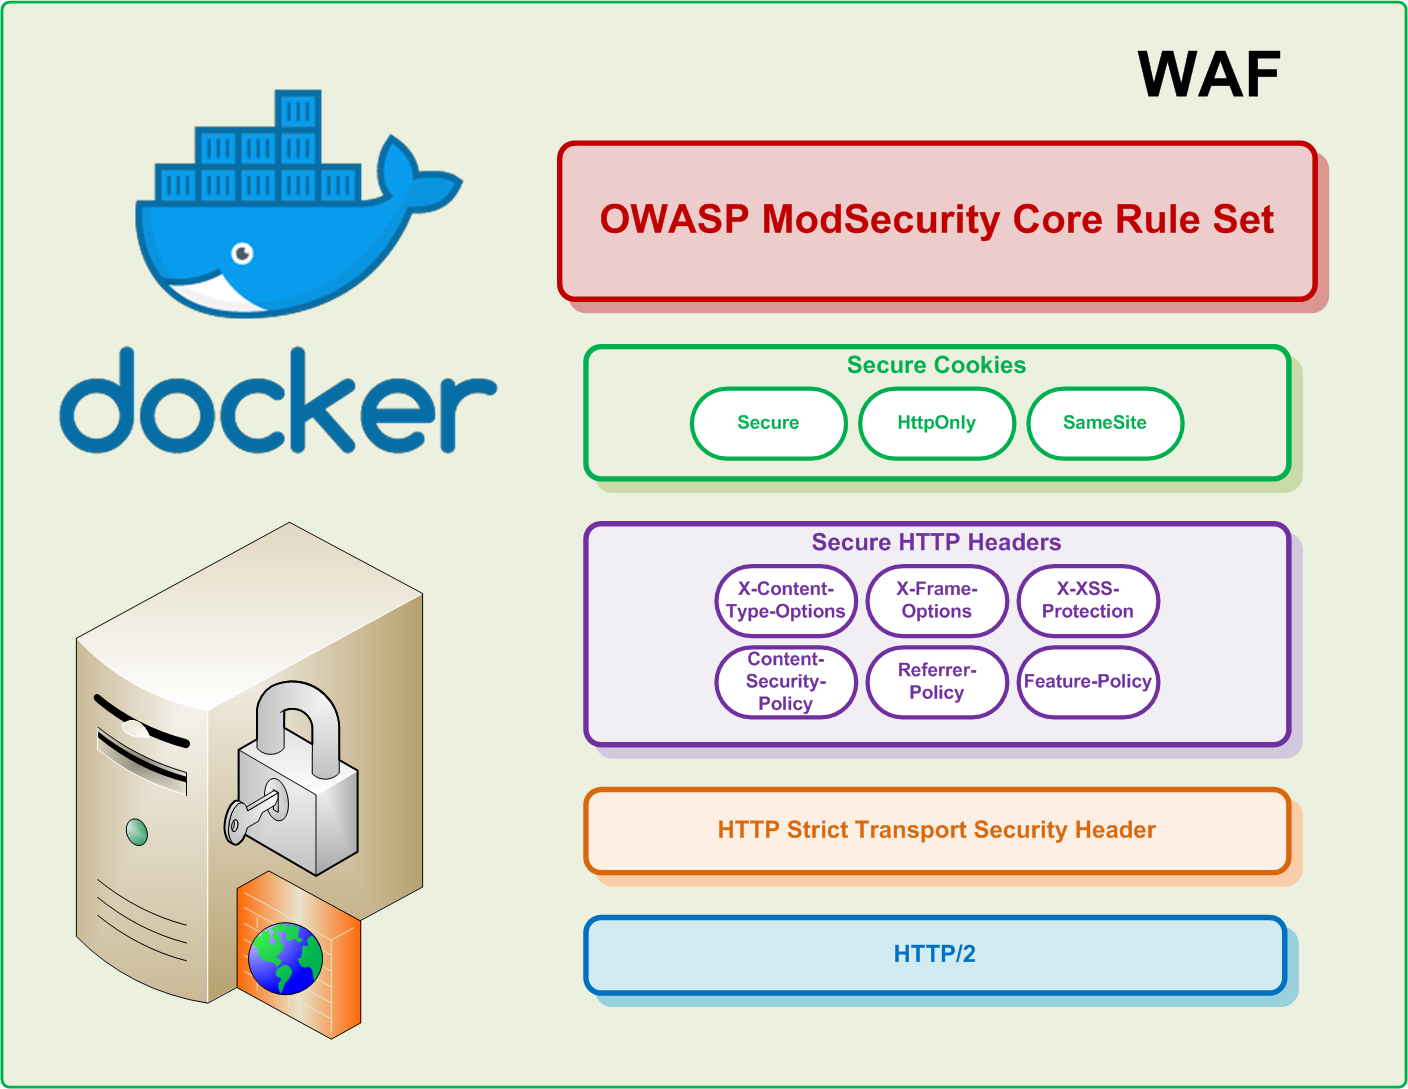 WAF
OWASP ModSecurity Core Rule Set
docker
Secure Cookies
Secure
HttpOnly
SameSite
Secure HTTP Headers
X-Content-
Type-Options
X-Frame-
Options
X-XSS-
Protection
Content-
Security-
Policy
Referrer-
Policy
Feature-Policy
HTTP Strict Transport Security Header
HTTP/2